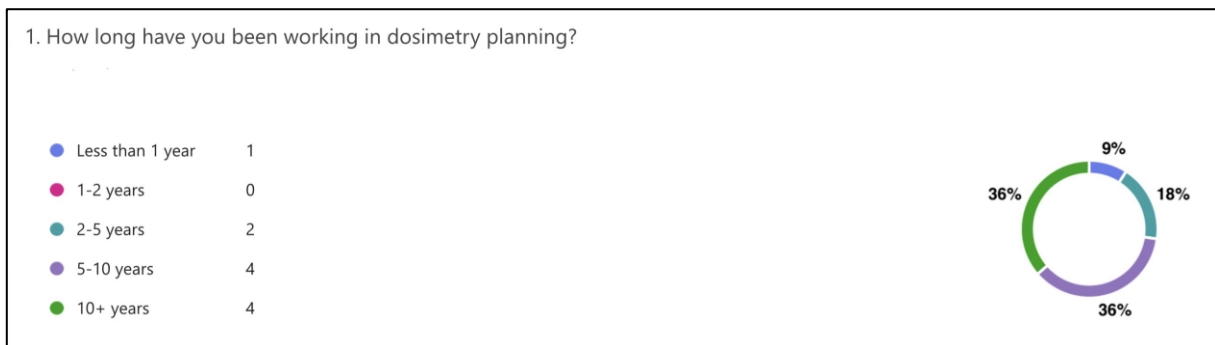 1. How long have you been working in dosimetry planning?
Less than 1 year 1
1-2 years 0
2-5 years 2
5-10 years 4
10+ years 4
9%
36%
18%
36%